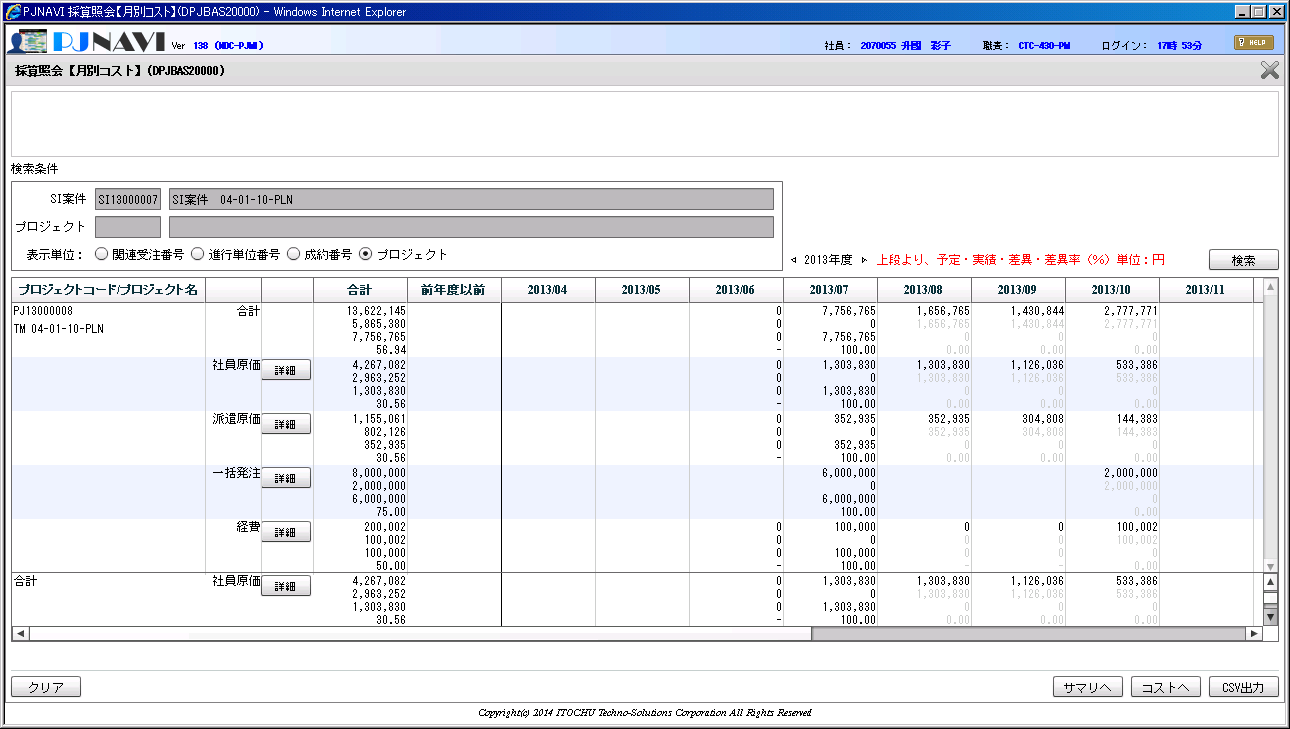 PJNAVI 採算照会【月別コスト】(DPJBAS20000) - Windows Internet Explorer
PJNAVI Ver 138 (NDC-PJMI) 社員： 2070055 升國 彩子 職責： CTC-430-PM ログイン： 17時 53分 ? HELP
採算照会【月別コスト】(DPJBAS20000)
検索条件
SI案件 SI13000007 SI案件 04-01-10-PLN
プロジェクト
表示単位： 関連受注番号 進行単位番号 成約番号 プロジェクト
2013年度 上段より、予定・実績・差異・差異率（%）単位：円 検索
プロジェクトコード/プロジェクト名 合計 前年度以前 2013/04 2013/05 2013/06 2013/07 2013/08 2013/09 2013/10 2013/11
PJ13000008 合計 13,622,145 0 7,756,765 1,656,765 1,430,844 2,777,771
TM 04-01-10-PLN 5,865,380 0 0 1,656,765 1,430,844 2,777,771
7,756,765 0 7,756,765 0 0 0
56.94 - 100.00 0.00 0.00 0.00
社員原価 詳細 4,267,082 0 1,303,830 1,303,830 1,126,036 533,386
2,963,252 0 0 1,303,830 1,126,036 533,386
1,303,830 0 1,303,830 0 0 0
30.56 - 100.00 0.00 0.00 0.00
派遣原価 詳細 1,155,061 0 352,935 352,935 304,808 144,383
802,126 0 0 352,935 304,808 144,383
352,935 0 352,935 0 0 0
30.56 - 100.00 0.00 0.00 0.00
一括発注 詳細 8,000,000 6,000,000 2,000,000
2,000,000 0 2,000,000
6,000,000 6,000,000 0
75.00 100.00 0.00
経費 詳細 200,002 0 100,000 0 0 100,002
100,002 0 0 0 0 100,002
100,000 0 100,000 0 0 0
50.00 - 100.00 - - 0.00
合計 社員原価 詳細 4,267,082 0 1,303,830 1,303,830 1,126,036 533,386
2,963,252 0 0 1,303,830 1,126,036 533,386
1,303,830 0 1,303,830 0 0 0
30.56 - 100.00 0.00 0.00 0.00
クリア サマリへ コストへ CSV出力
Copyright(c) 2014 ITOCHU Techno-Solutions Corporation All Rights Reserved